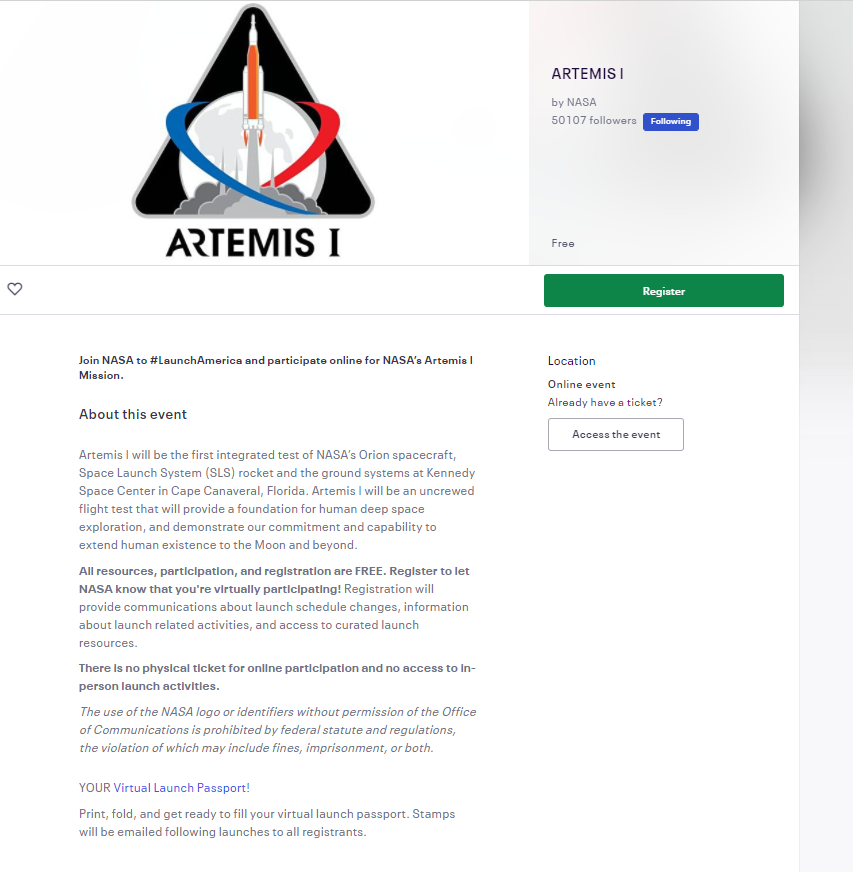 ARTEMIS I
ARTEMIS I
by NASA
50107 followers Following
Free
Register
Join NASA to #LaunchAmerica and participate online for NASA's Artemis I
Mission.
About this event
Artemis I will be the first integrated test of NASA's Orion spacecraft,
Space Launch System (SLS) rocket and the ground systems at Kennedy
Space Center in Cape Canaveral, Florida. Artemis I will be an uncrewed
flight test that will provide a foundation for human deep space
exploration, and demonstrate our commitment and capability to
extend human existence to the Moon and beyond.
All resources, participation, and registration are FREE. Register to let
NASA know that you're virtually participating! Registration will
provide communications about launch schedule changes, information
about launch related activities, and access to curated launch
resources.
There is no physical ticket for online participation and no access to in-
person launch activities.
The use of the NASA logo or identifiers without permission of the Office
of Communications is prohibited by federal statute and regulations,
the violation of which may include fines, imprisonment, or both.
YOUR Virtual Launch Passport!
Print, fold, and get ready to fill your virtual launch passport. Stamps
will be emailed following launches to all registrants.
Location
Online event
Already have a ticket?
Access the event